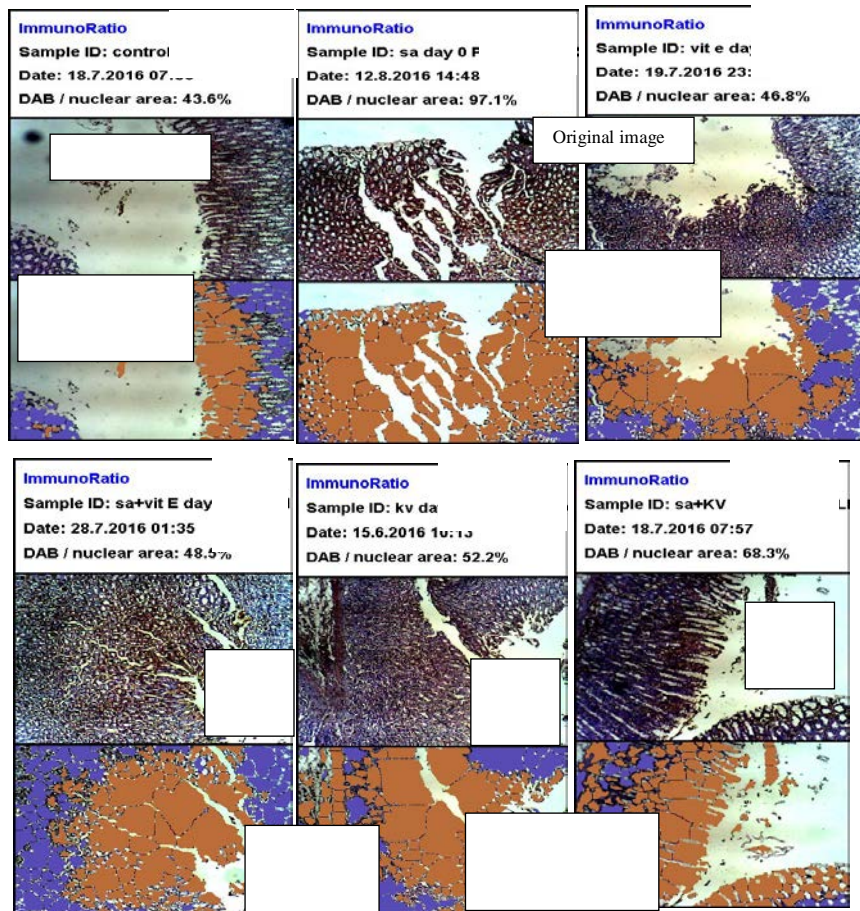 ImmunoRatio
Sample ID: control
Date: 18.7.2016
DAB / nuclear area: 43.6%
ImmunoRatio
Sample ID: sa day 0
Date: 12.8.2016 14:48
DAB / nuclear area: 97.1%
ImmunoRatio
Sample ID: vit e
Date: 19.7.2016 23:
DAB / nuclear area: 46.8%
Original image
ImmunoRatio
Sample ID: sa+vit E day
Date: 28.7.2016 01:35
DAB / nuclear area:
ImmunoRatio
Sample ID: kv
Date: 15.6.2016
DAB / nuclear area: 52.2%
ImmunoRatio
Sample ID: sa+KV
Date: 18.7.2016 07:57
DAB / nuclear area: 68.3%